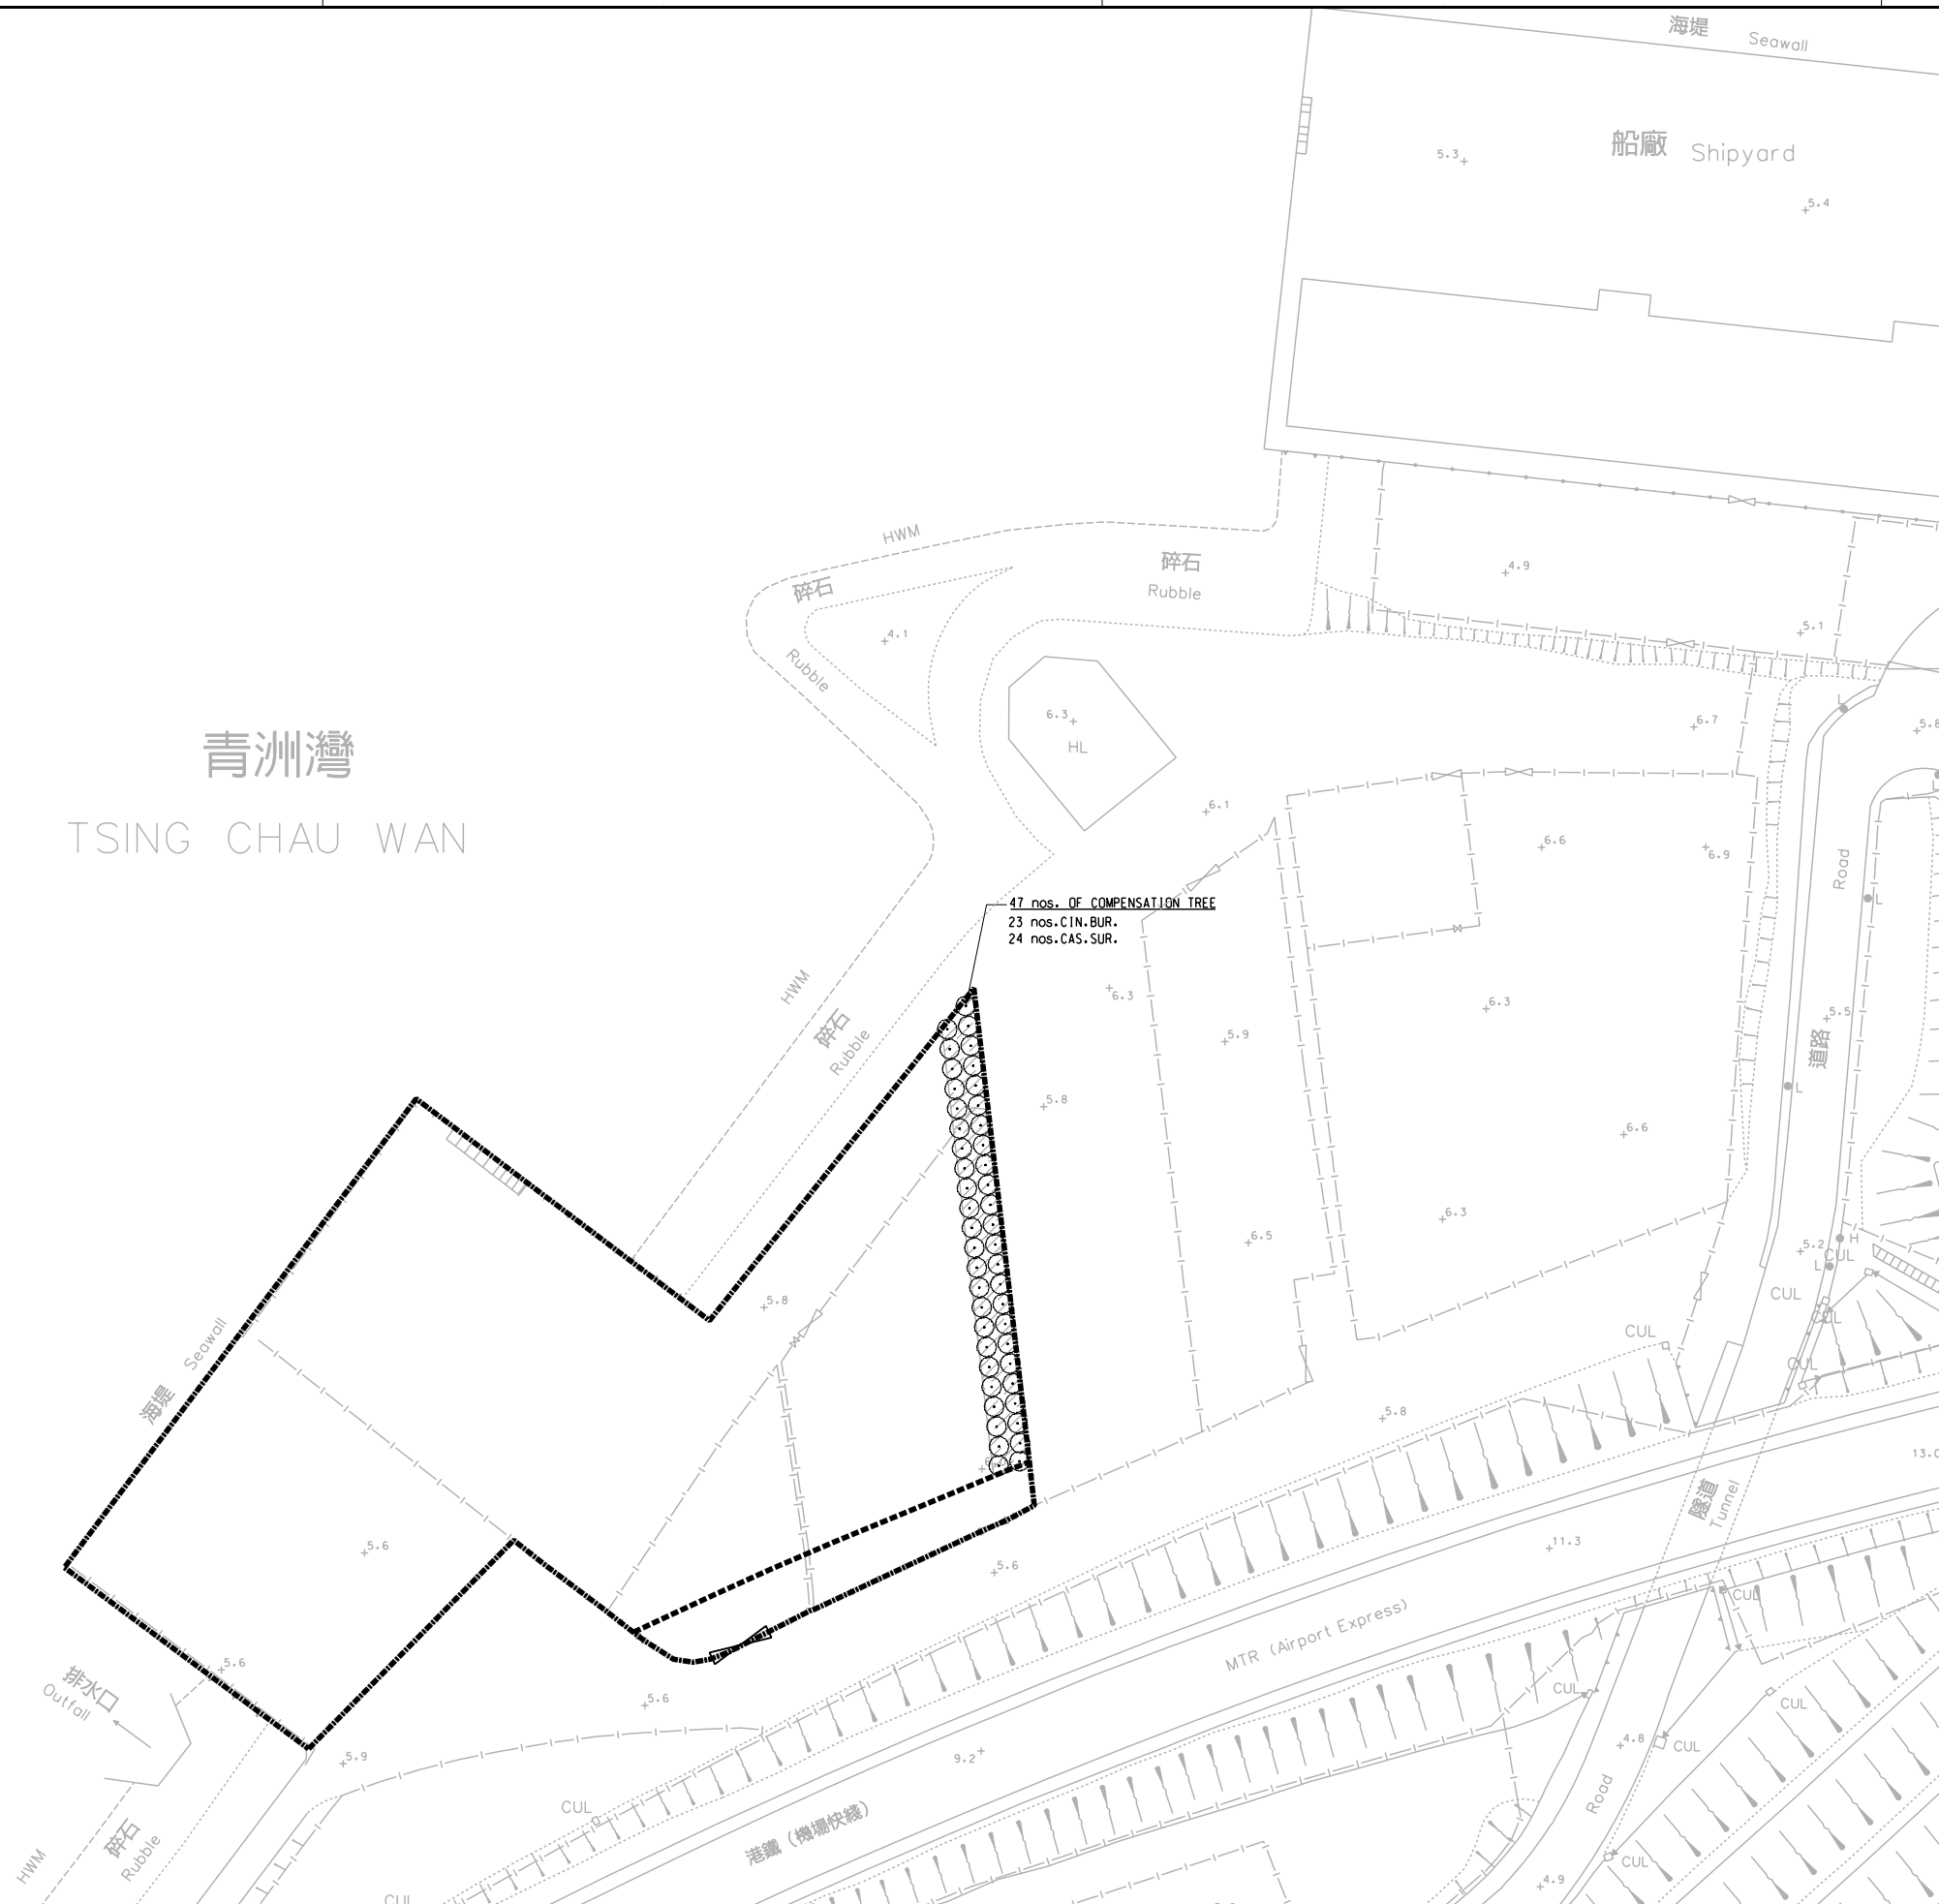 海堤 Seawall
船廠 Shipyard
5.3
5.4
HWM
碎石
碎石
Rubble
4.9
4.1
5.1
Rubble
L
6.3
HL
6.7
5.8
青洲灣
TSING CHAU WAN
6.1
6.6
6.9
Road
L
47 nos. OF COMPENSATION TREE
23 nos.CIN.BUR.
24 nos.CAS.SUR.
HWM
6.3
6.3
5.5
碎石
Rubble
5.9
道路
L
5.8
6.6
6.3
6.5
H
5.2
CUL
L
CUL
5.8
CUL
CUL
Seawall
海堤
CUL
5.8
13.0
隧道
Tunnel
5.6
11.3
5.6
CUL
MTR (Airport Express)
5.6
排水口
Outfall
5.6
CUL
CUL
9.2
4.8
CUL
5.9
Road
CUL
港鐵 (機場快綫)
碎石
Rubble
HWM
CUL
4.9
CUL